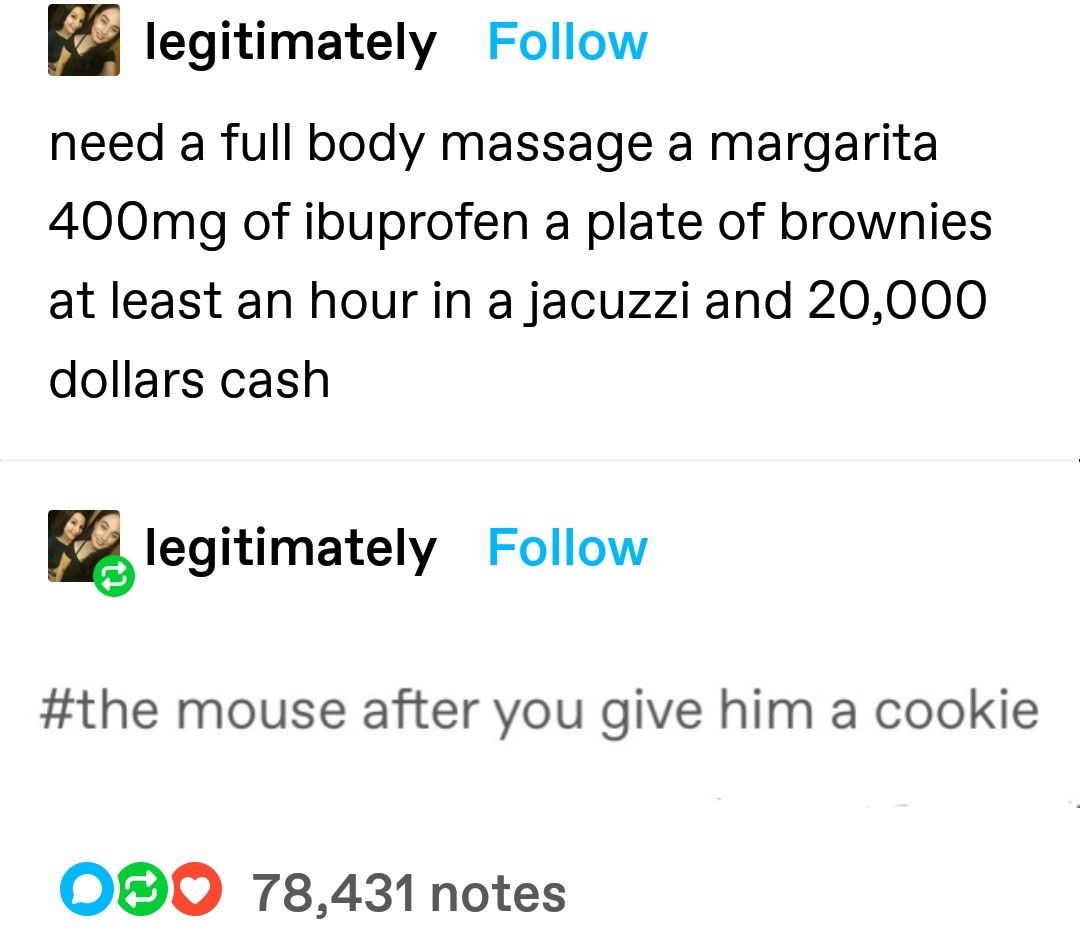 legitimately Follow
need a full body massage a margarita
400mg of ibuprofen a plate of brownies
at least an hour in a jacuzzi and 20,000
dollars cash
legitimately Follow
#the mouse after you give him a cookie
78,431 notes